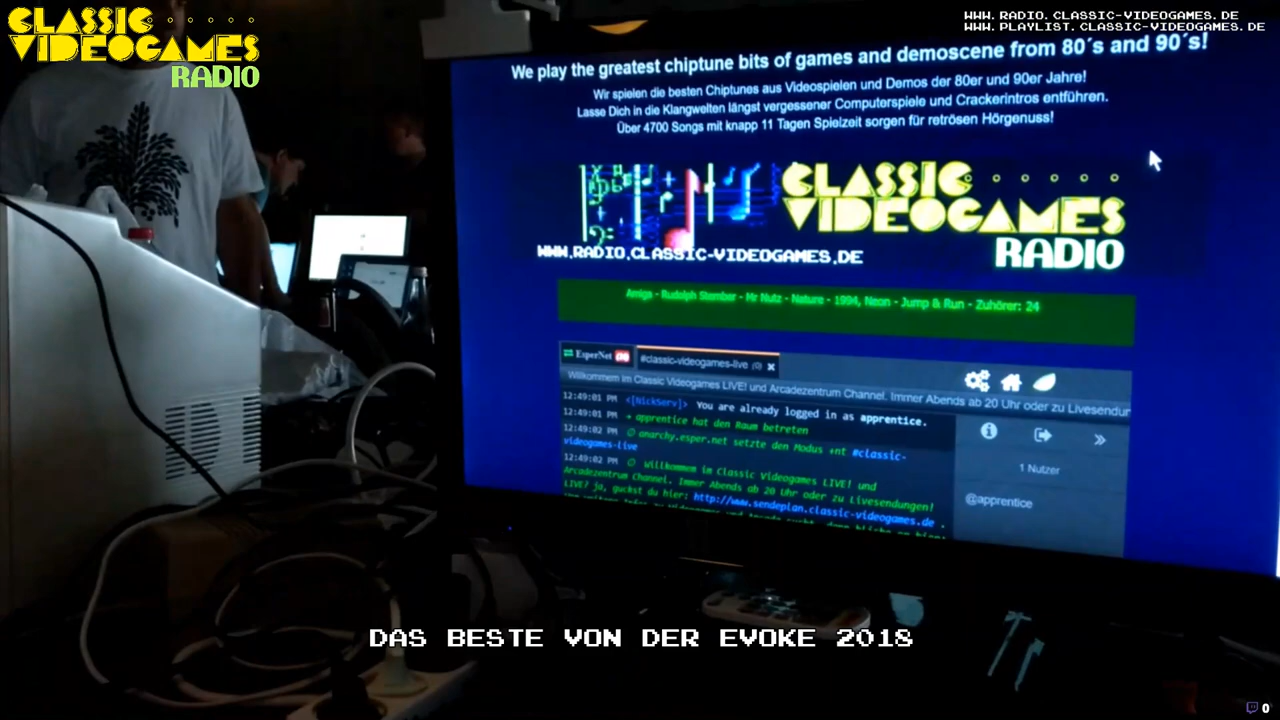 CLASSIC
VIDEOGAMES
RADIO
WWW.RADIO.CLASSIC-VIDEOGAMES.DE
WWW.PLAYLIST.CLASSIC-VIDEOGAMES.DE
We play the greatest chiptune bits of games and demoscene from 80´s and 90´s!
Wir spielen die besten Chiptunes aus Videospielen und Demos der 80er und 90er Jahre!
Lasse Dich in die Klangwelten längst vergessener Computerspiele und Crackerintros entführen.
Über 4700 Songs mit knapp 11 Tagen Spielzeit sorgen für retrösen Hörgenuss!
CLASSIC
VIDEOGAMES
RADIO
WWW.RADIO.CLASSIC-VIDEOGAMES.DE
Amiga - Rudolph Stember - Mr Nutz - Nature - 1994, Neon - Jump & Run - Zuhörer: 24
EsperNet
#classic-videogames-live (0) x
Willkommem im Classic Videogames LIVE! und Arcadezentrum Channel. Immer Abends ab 20 Uhr oder zu Livesendun
12:49:01 PM <[NickServ]> You are already logged in as apprentice.
12:49:01 PM apprentice hat den Raum betreten
12:49:02 PM anarchy.esper.net setzte den Modus +nt #classic-
videogames-live
12:49:02 PM Willkommem im Classic Videogames LIVE! und
Arcadezentrum Channel. Immer Abends ab 20 Uhr oder zu Livesendungen!
LIVE? ja, guckst du hier: http://www.sendeplan.classic-videogames.de .
1 Nutzer
@apprentice
DAS BESTE VON DER EVOKE 2018
0